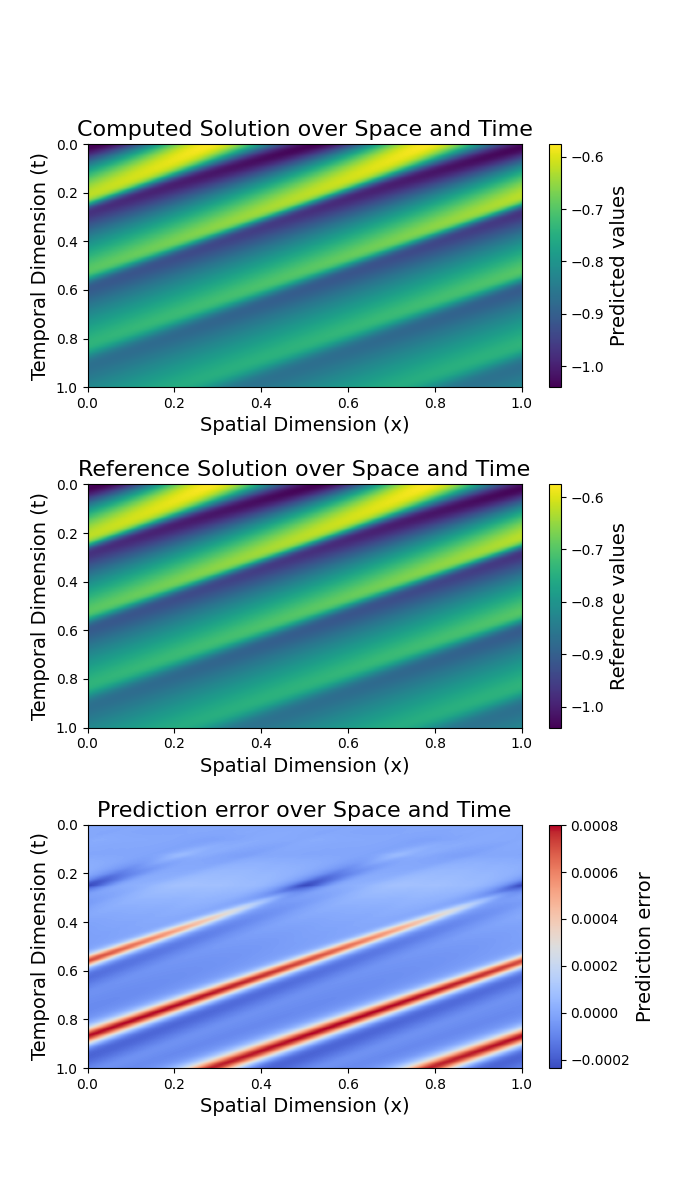 Computed Solution over Space and Time
Temporal Dimension (t)
0.0
0.2
0.4
0.6
0.8
1.0
0.0 0.2 0.4 0.6 0.8 1.0
Spatial Dimension (x)
−0.6
−0.7
−0.8
−0.9
−1.0
Predicted values
Reference Solution over Space and Time
Temporal Dimension (t)
0.0
0.2
0.4
0.6
0.8
1.0
0.0 0.2 0.4 0.6 0.8 1.0
Spatial Dimension (x)
−0.6
−0.7
−0.8
−0.9
−1.0
Reference values
Prediction error over Space and Time
Temporal Dimension (t)
0.0
0.2
0.4
0.6
0.8
1.0
0.0 0.2 0.4 0.6 0.8 1.0
Spatial Dimension (x)
0.0008
0.0006
0.0004
0.0002
0.0000
−0.0002
Prediction error